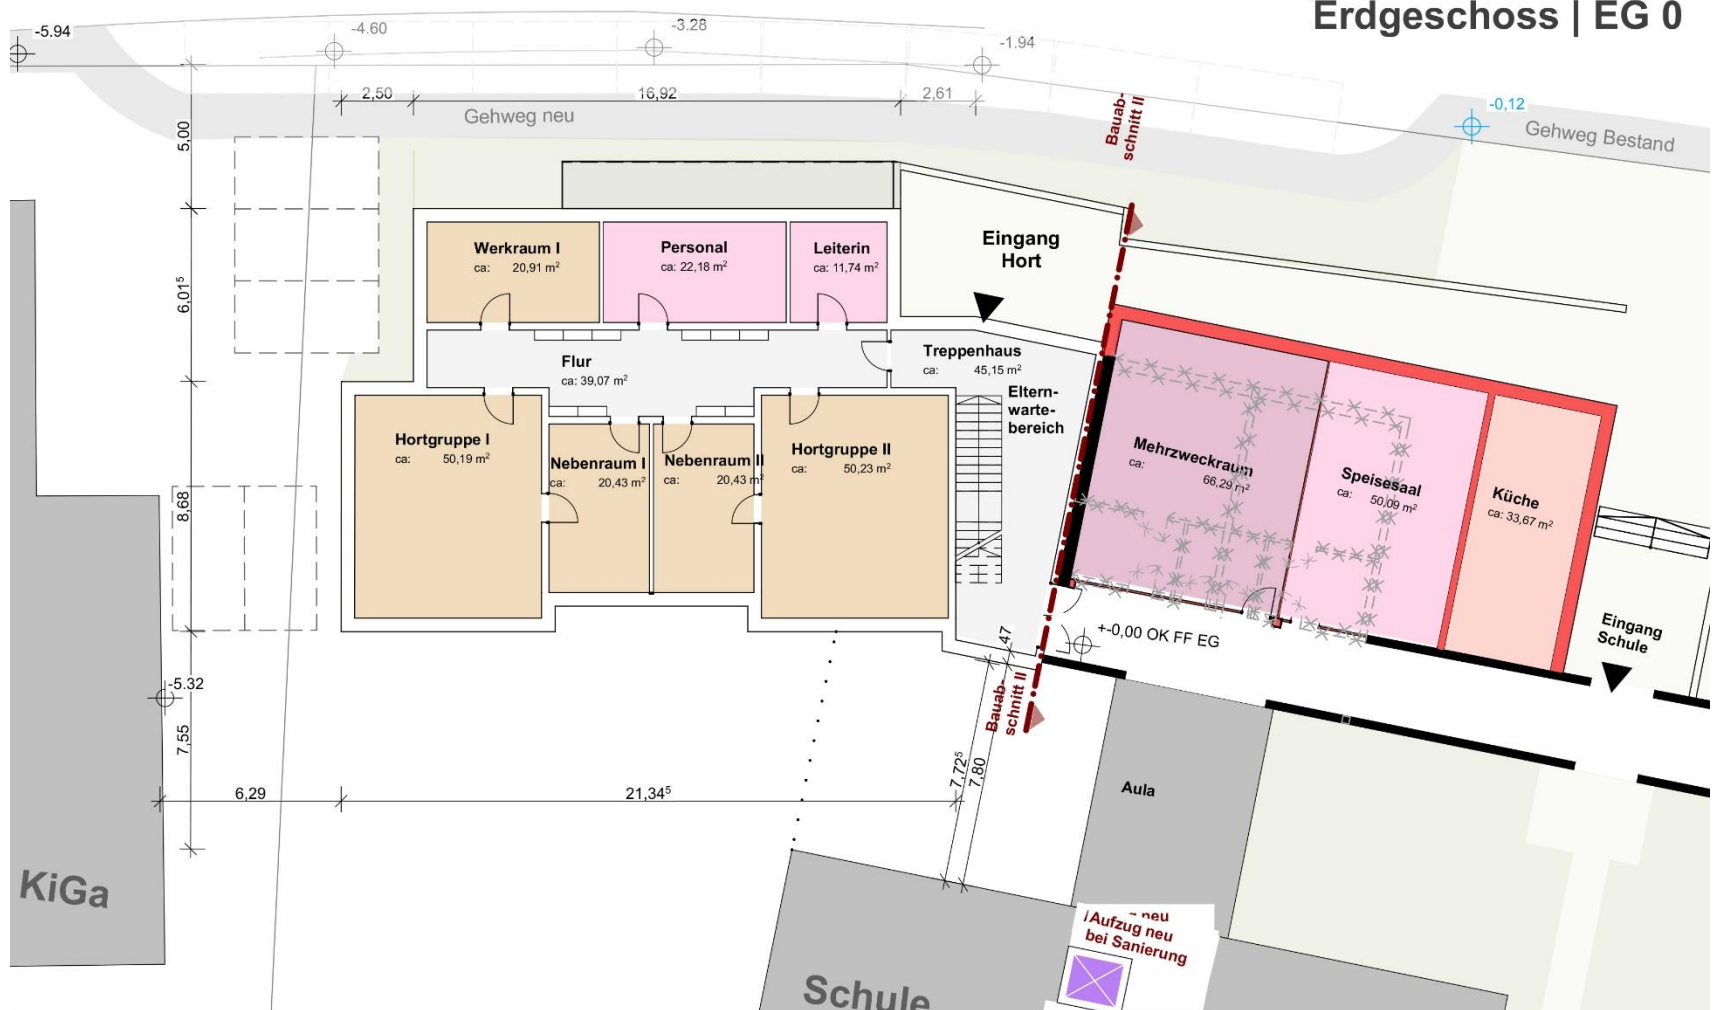 Erdgeschoss | EG 0
-5.94
-4.60
-3.28
-1.94
2,50
16,92
2,61
-0,12
Gehweg neu
Gehweg Bestand
Bauab-
schnitt II
5,00
Werkraum I
ca: 20,91 m²
Personal
ca: 22,18 m²
Leiterin
ca: 11,74 m²
Eingang
Hort
6,01⁵
Flur
ca: 39,07 m²
Treppenhaus
ca: 45,15 m²
Eltern-
warte-
bereich
Hortgruppe I
ca: 50,19 m²
Nebenraum I
ca: 20,43 m²
Nebenraum II
ca: 20,43 m²
Hortgruppe II
ca: 50,23 m²
Mehrzweckraum
ca: 66,29 m²
Speisesaal
ca: 50,09 m²
Küche
ca: 33,67 m²
8,68
Eingang
Schule
+-0,00 OK FF EG
47
Bauab-
schnitt II
-5.32
7,55
7,72⁵
7,80
6,29
21,34⁵
Aula
KiGa
Schule
neu
Aufzug neu
bei Sanierung